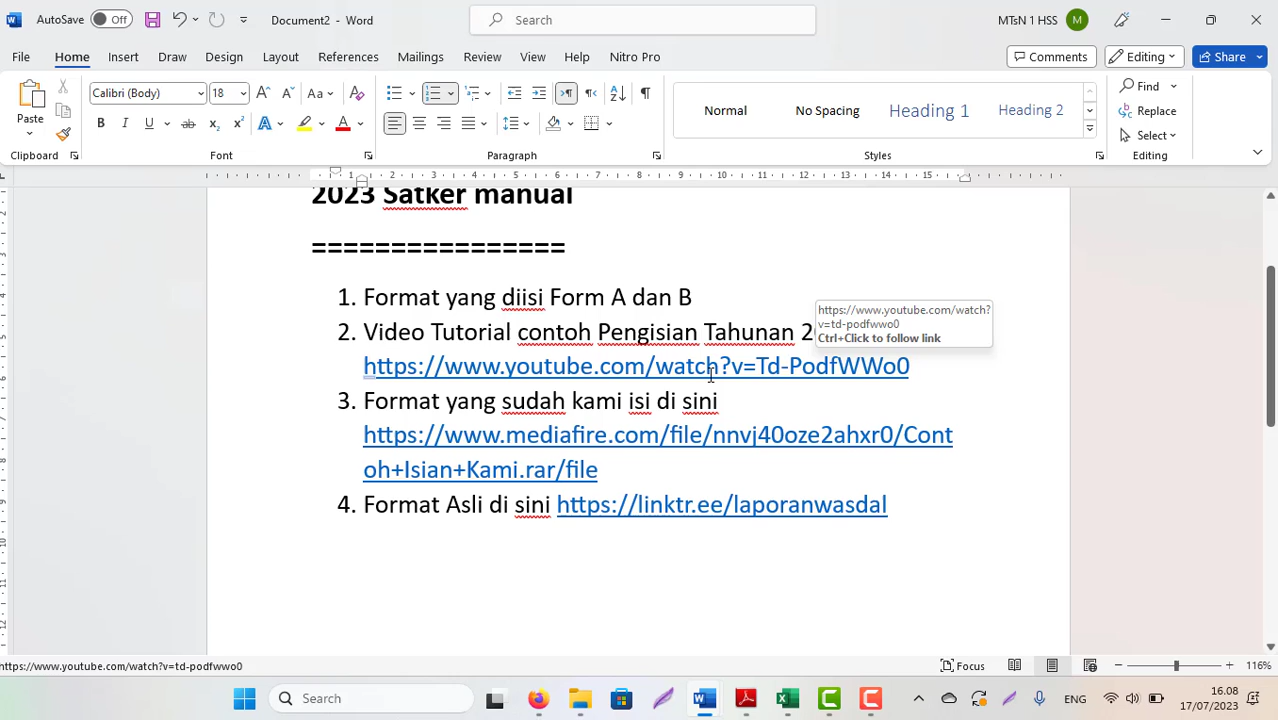 AutoSave Off Document2 - Word Search MTsN 1 HSS M
File Home Insert Draw Design Layout References Mailings Review View Help Nitro Pro Comments Editing Share
Paste Calibri (Body) 18 Normal No Spacing Heading 1 Heading 2 Find
Replace
Select
Clipboard Font Paragraph Styles Editing
2023 Satker manual
================
1. Format yang diisi Form A dan B
2. Video Tutorial contoh Pengisian Tahunan
https://www.youtube.com/watch?v=Td-PodfWWo0
https://www.youtube.com/watch?
v=td-podfwwo0
Ctrl+Click to follow link
3. Format yang sudah kami isi di sini
https://www.mediafire.com/file/nnvj40oze2ahxr0/Cont
oh+Isian+Kami.rar/file
4. Format Asli di sini https://linktr.ee/laporanwasdal
https://www.youtube.com/watch?v=td-podfwwo0 Focus 116%
Search ENG 16.08
17/07/2023